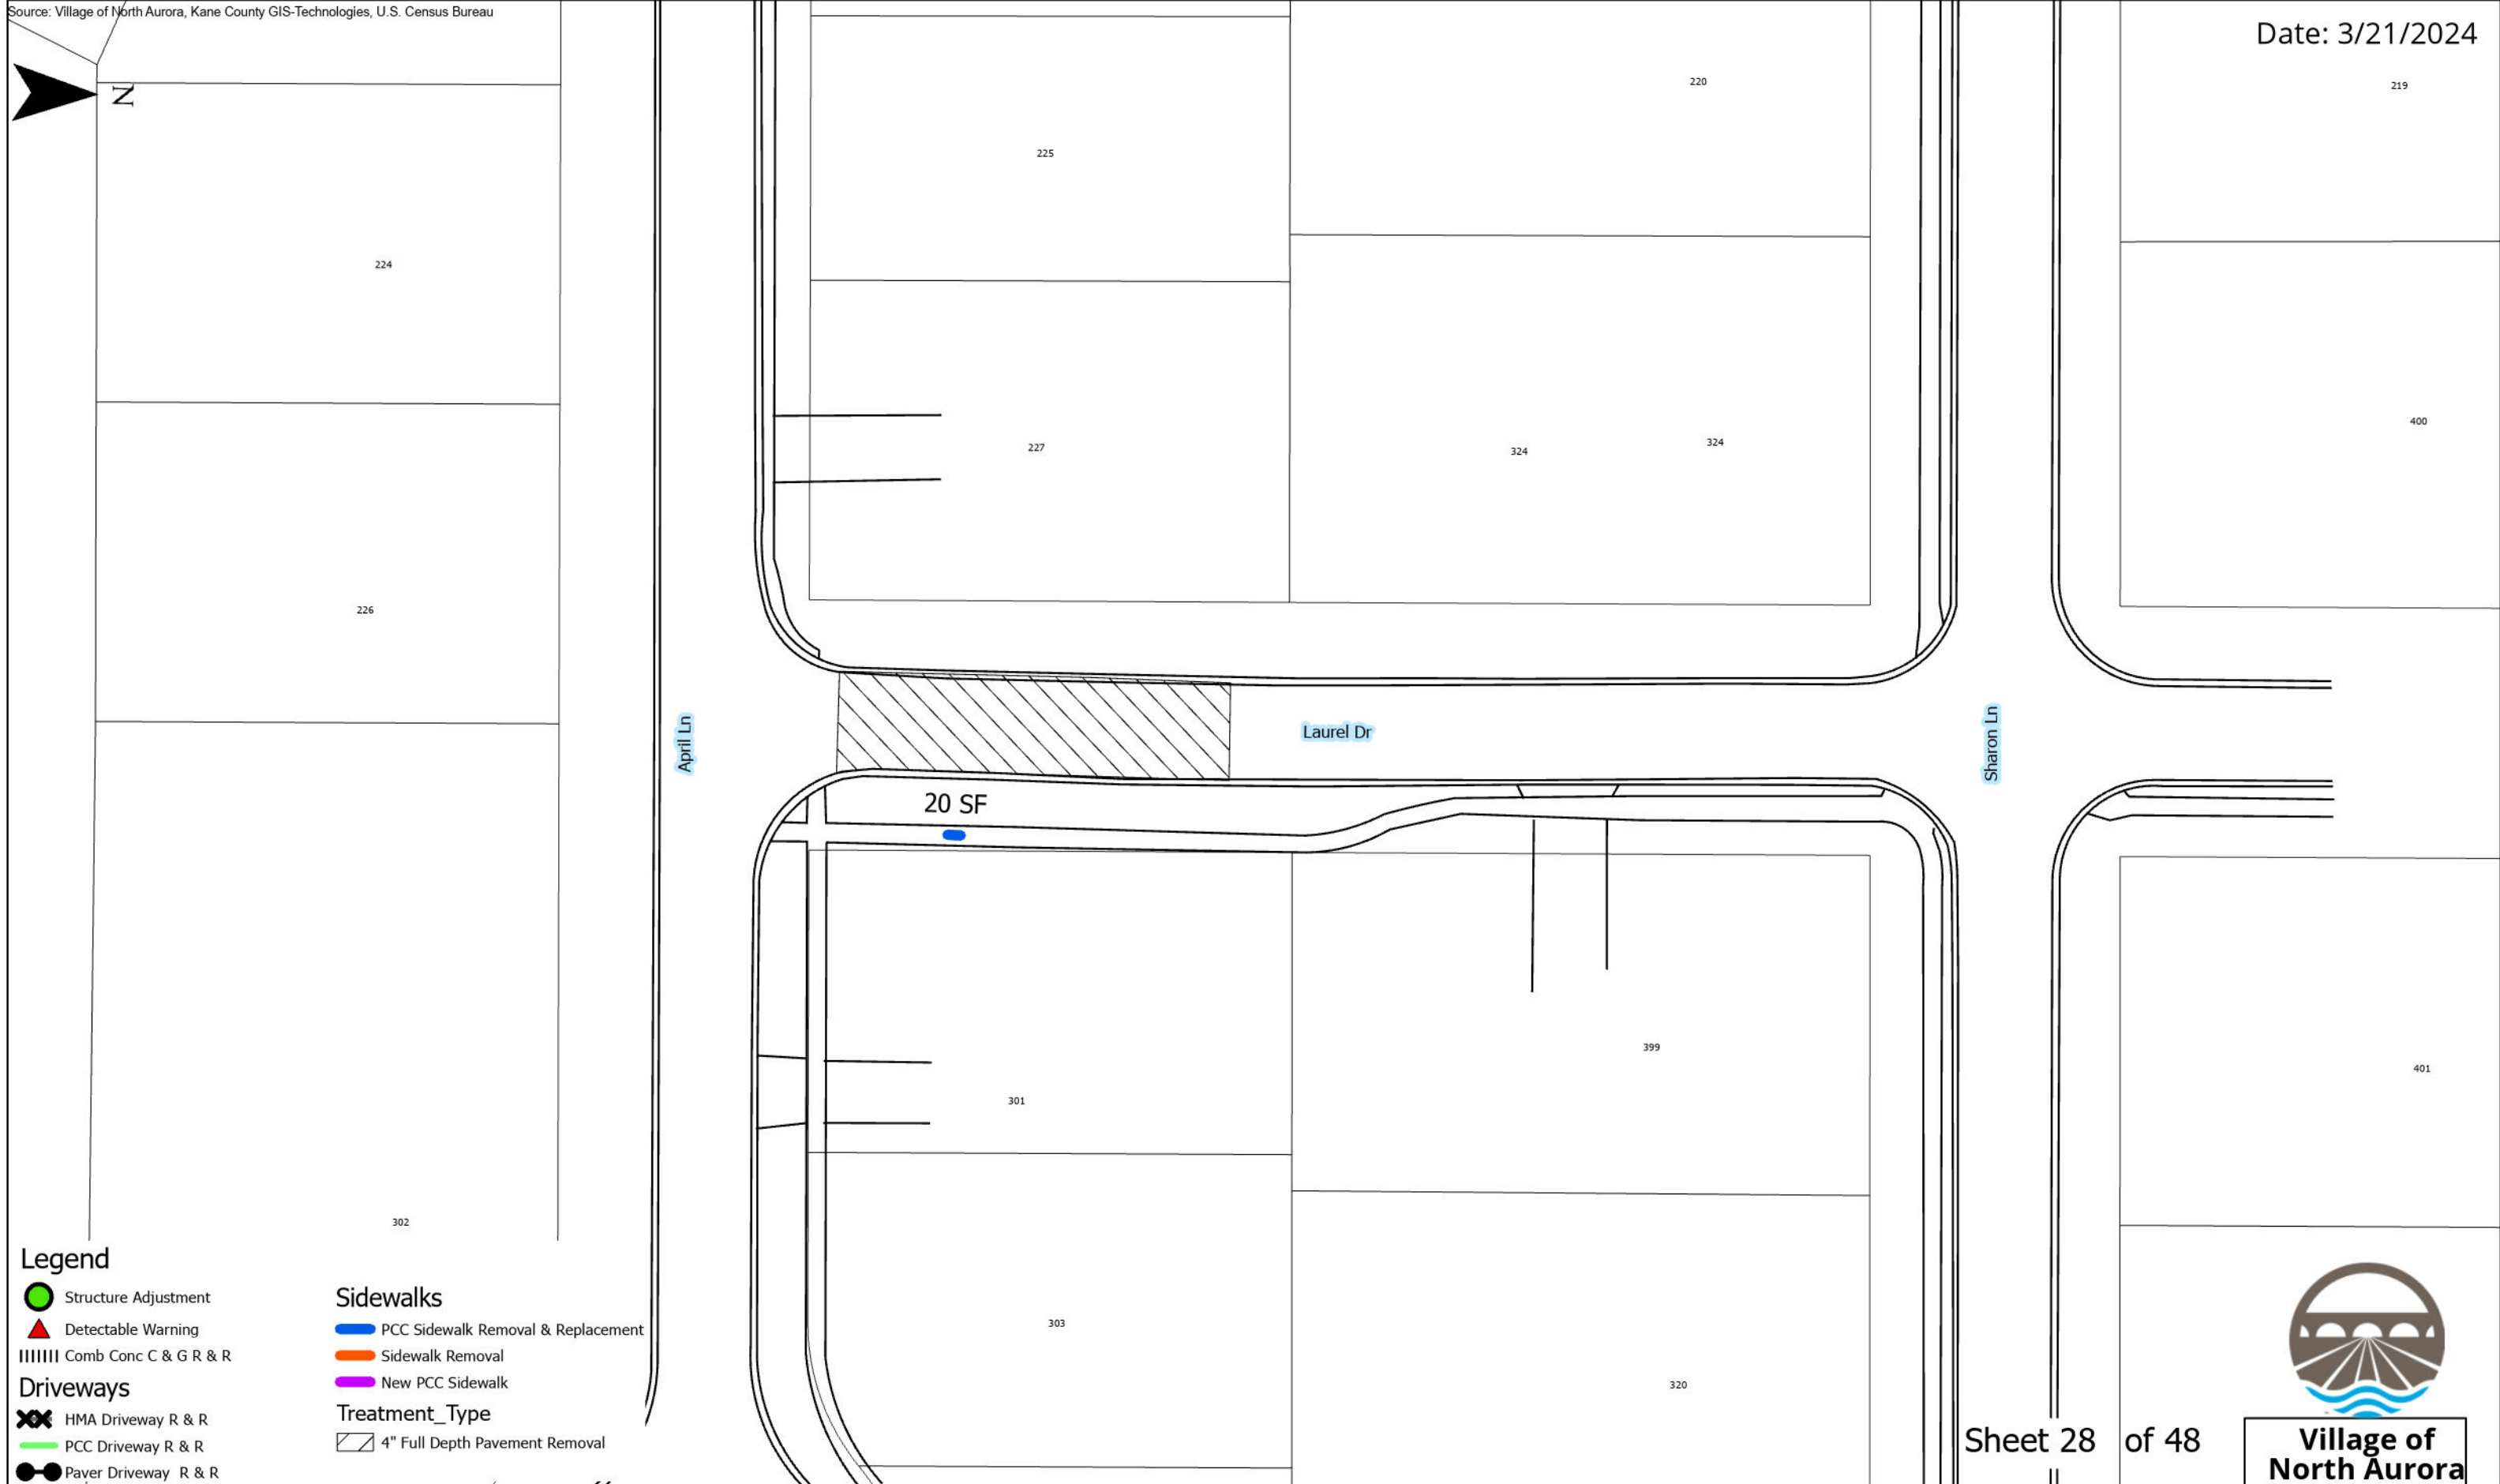 Source: Village of North Aurora, Kane County GIS-Technologies, U.S. Census Bureau
Date: 3/21/2024
N
220
219
225
224
400
227
324
324
226
April Ln
Laurel Dr
Sharon Ln
20 SF
399
401
301
302
303
320
Legend
Structure Adjustment
Detectable Warning
Comb Conc C & G R & R
Driveways
HMA Driveway R & R
PCC Driveway R & R
Paver Driveway R & R
Sidewalks
PCC Sidewalk Removal & Replacement
Sidewalk Removal
New PCC Sidewalk
Treatment_Type
4" Full Depth Pavement Removal
Sheet 28 of 48
Village of
North Aurora